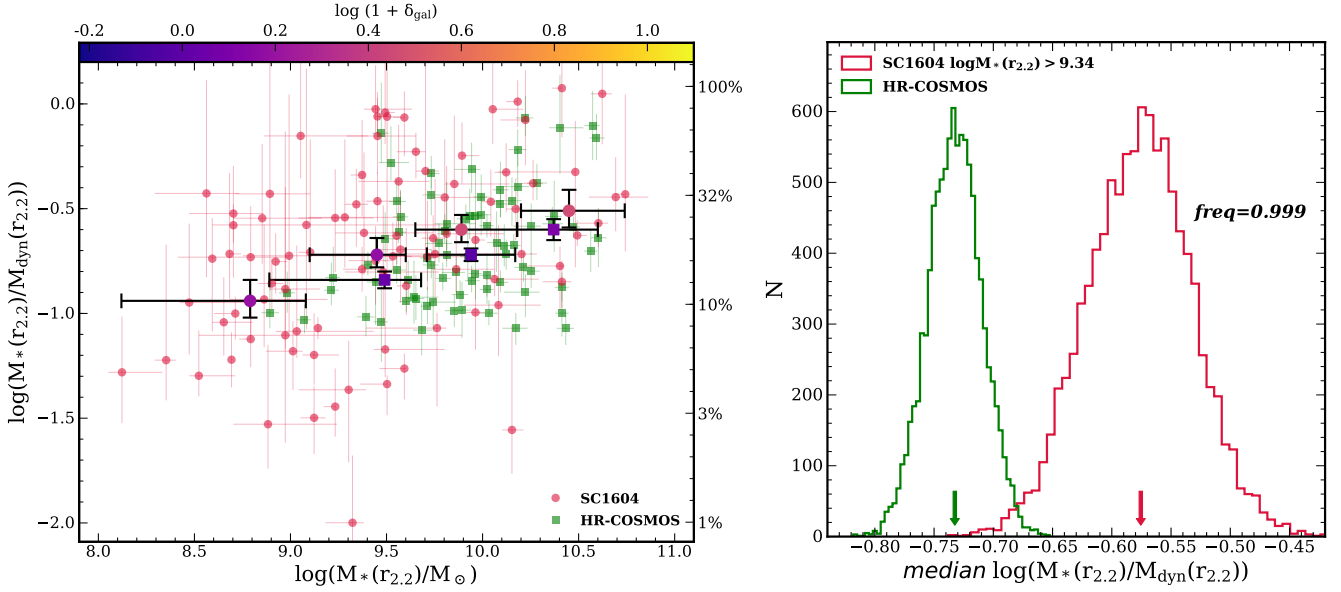 log (1 + δgal)
-0.2 0.0 0.2 0.4 0.6 0.8 1.0
log(M*(r2.2)/Mdyn(r2.2))
0.0
−0.5
−1.0
−1.5
−2.0
100%
32%
10%
3%
1%
SC1604
HR-COSMOS
8.0 8.5 9.0 9.5 10.0 10.5 11.0
log(M*(r2.2)/M⊙)
SC1604 logM*(r2.2) > 9.34
HR-COSMOS
N
600
500
400
300
200
100
0
freq=0.999
−0.80 −0.75 −0.70 −0.65 −0.60 −0.55 −0.50 −0.45
median log(M*(r2.2)/Mdyn(r2.2))